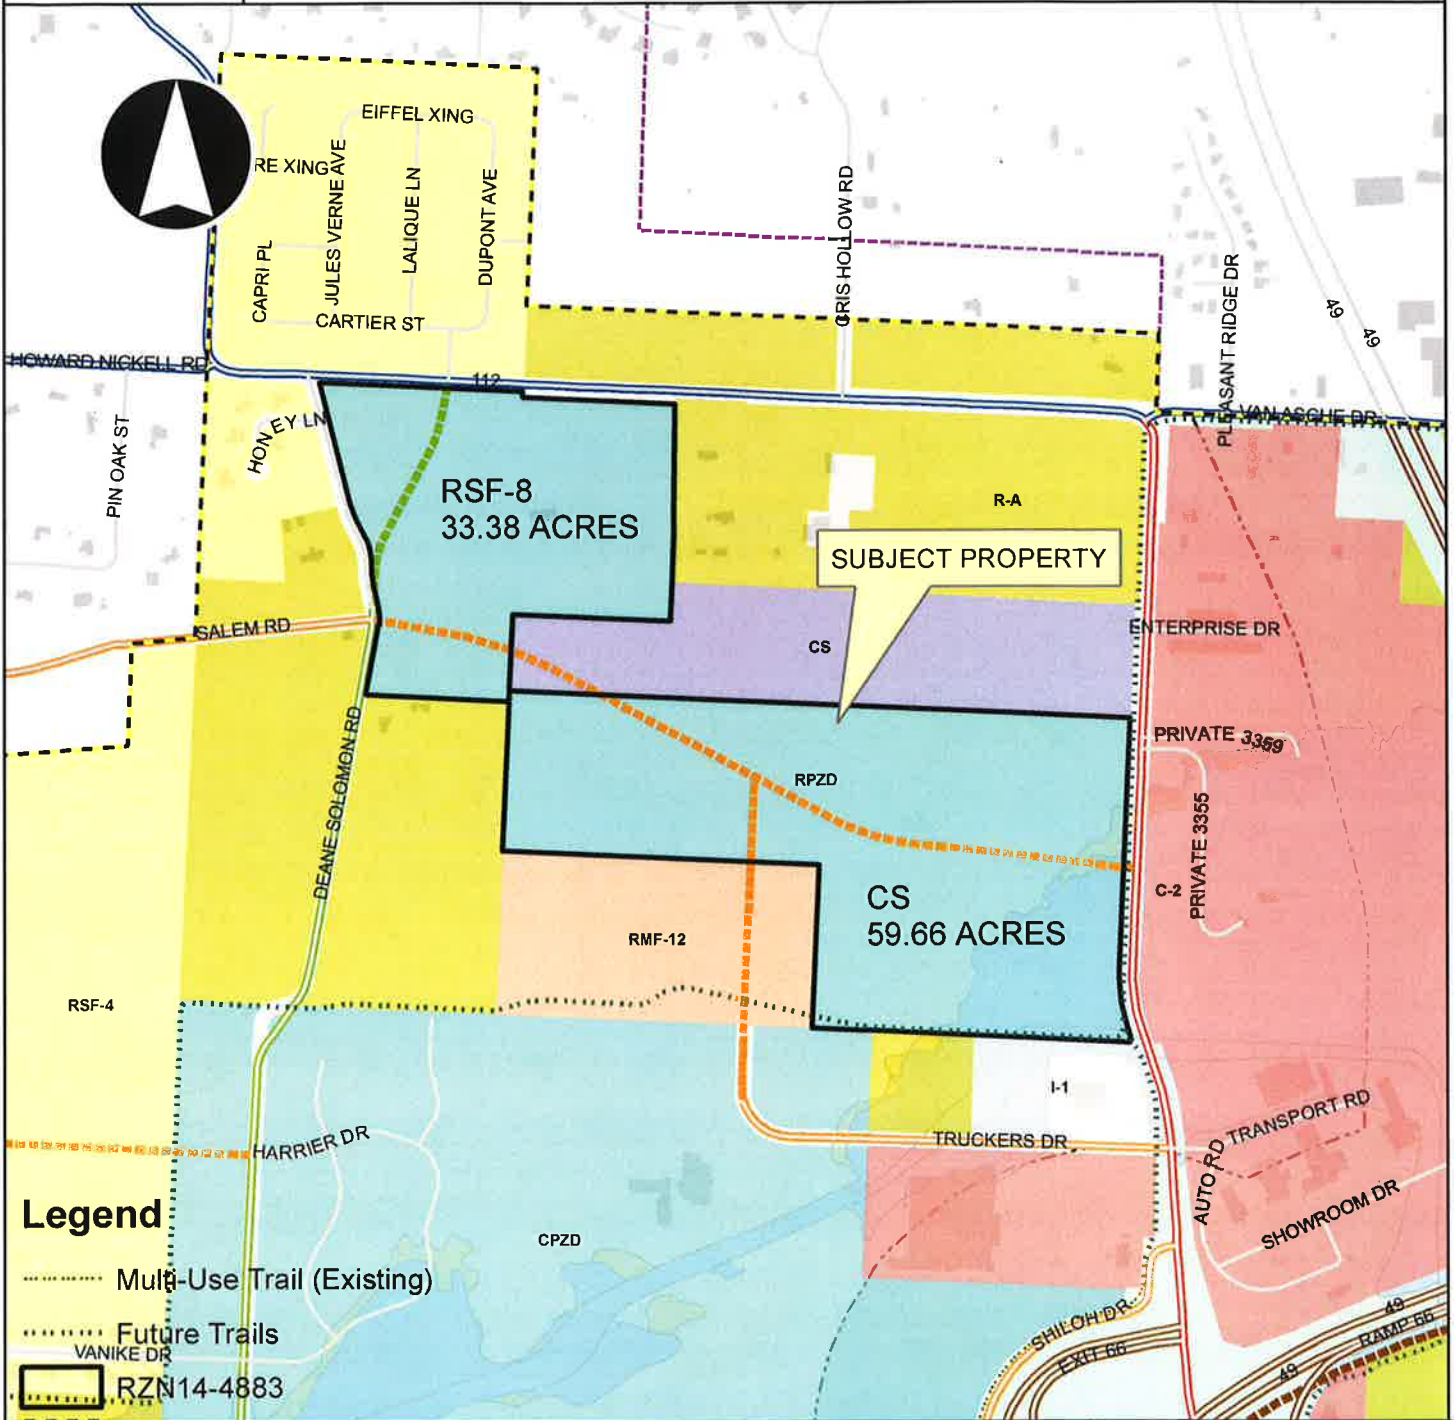 EIFFEL XING
RE XING
JULES VERNE AVE
LALIQUE LN
DUPONT AVE
CAPRI PL
CARTIER ST
CRIS HOLLOW RD
PLEASANT RIDGE DR
49
49
HOWARD NICKELL RD
112
VAN ASCHE DR
PIN OAK ST
HONEY LN
RSF-8
33.38 ACRES
R-A
SUBJECT PROPERTY
SALEM RD
CS
ENTERPRISE DR
DEANE SOLOMON RD
PRIVATE 3359
RPZD
PRIVATE 3355
C-2
CS
59.66 ACRES
RMF-12
RSF-4
I-1
HARRIER DR
TRUCKERS DR
TRANSPORT RD
AUTO RD
SHOWROOM DR
CPZD
SHILOH DR
EXIT 66
49
RAMP 66
49
Legend
Multi-Use Trail (Existing)
Future Trails
VANIKE DR
RZN14-4883